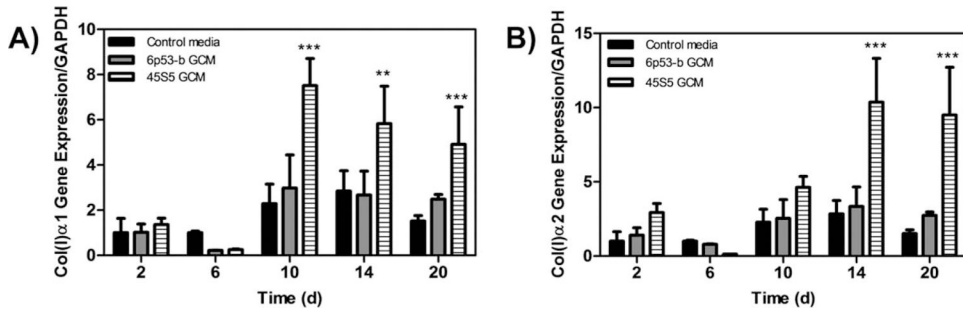 A)
Col(I)α1 Gene Expression/GAPDH
10
8
6
4
2
0
Control media
6p53-b GCM
45S5 GCM
***
**
***
2 6 10 14 20
Time (d)
B)
Col(I)α2 Gene Expression/GAPDH
15
10
5
0
Control media
6p53-b GCM
45S5 GCM
***
***
2 6 10 14 20
Time (d)